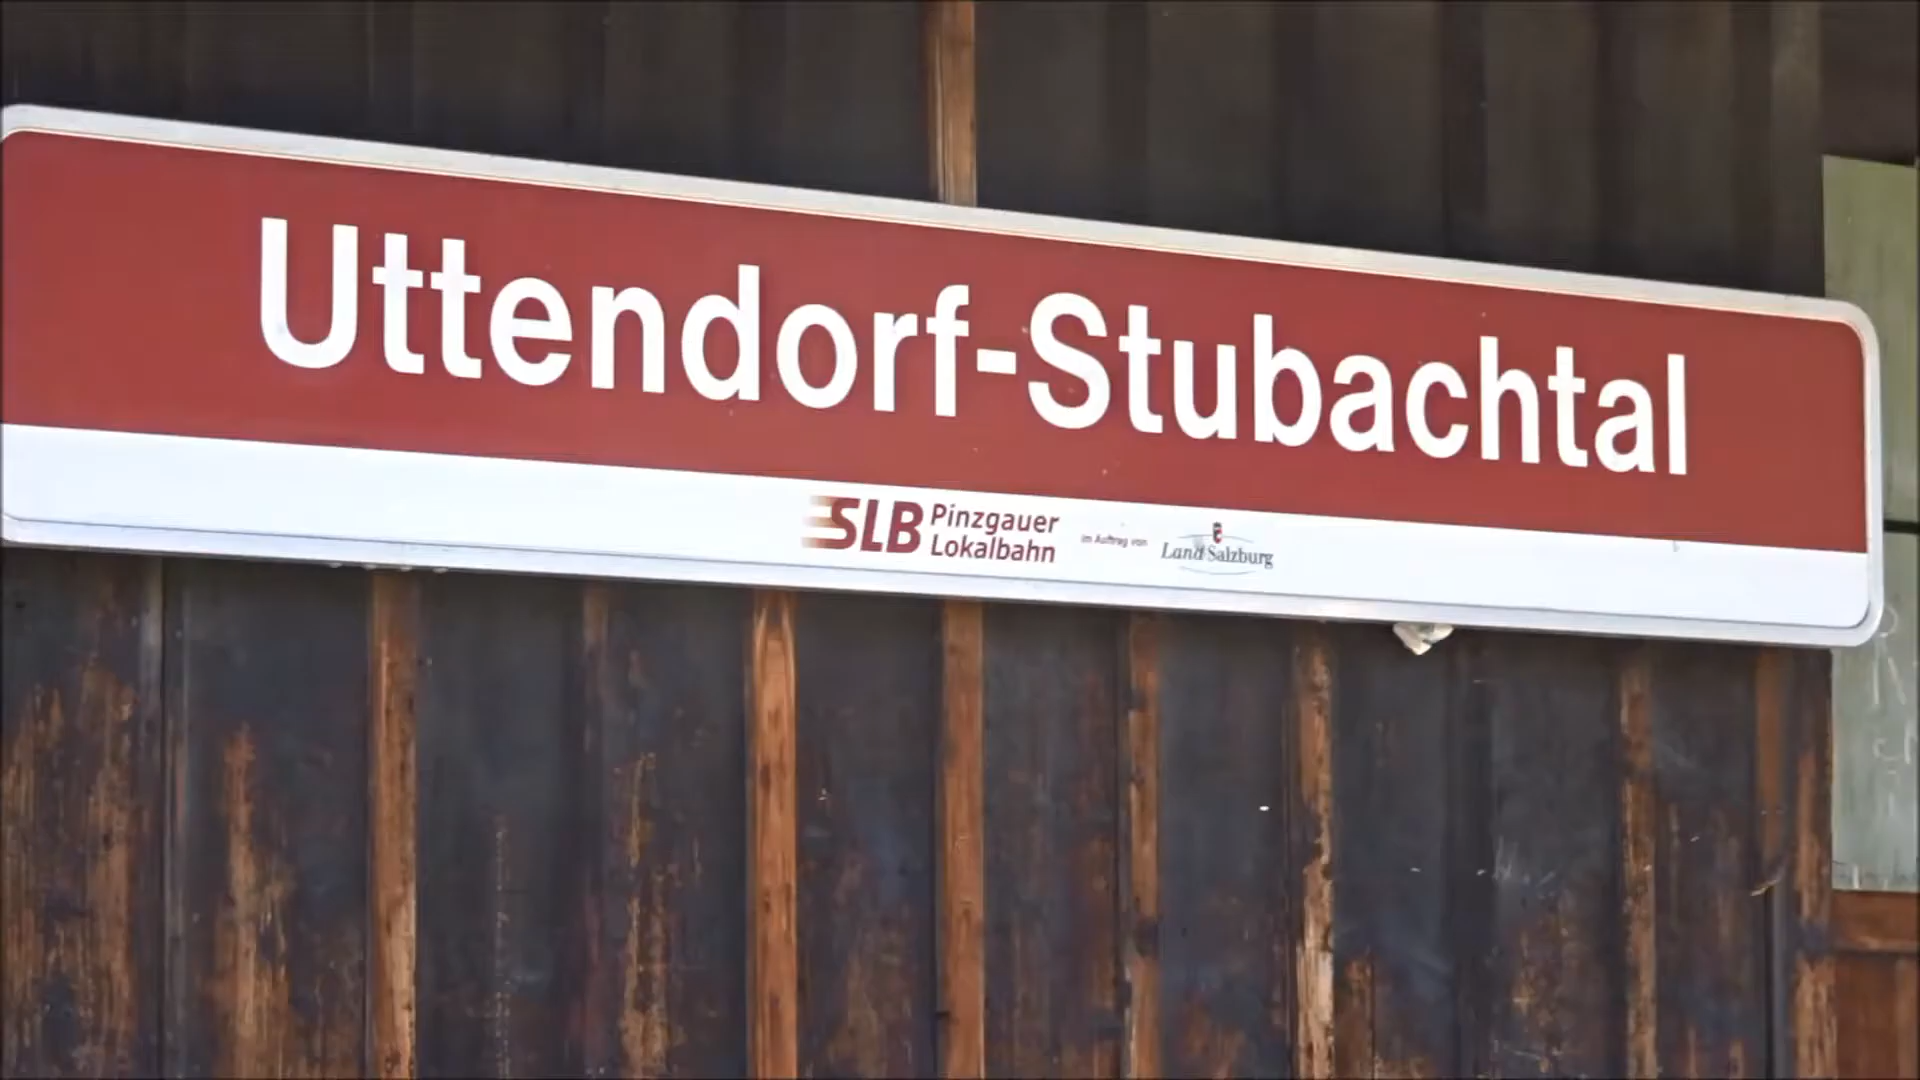 Uttendorf-Stubachtal
SLB Pinzgauer
Lokalbahn
im Auftrag von
Land Salzburg